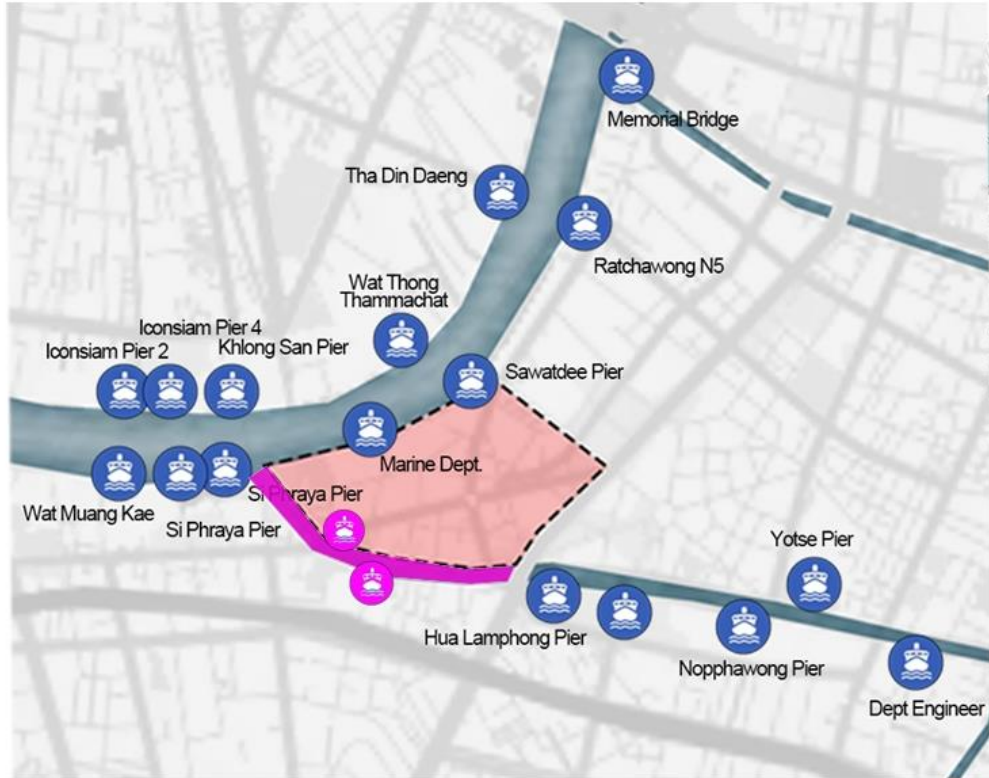 Memorial Bridge
Tha Din Daeng
Ratchawong N5
Wat Thong
Thammachat
Iconsiam Pier 4
Iconsiam Pier 2
Khlong San Pier
Sawatdee Pier
Marine Dept.
Si Phraya Pier
Wat Muang Kae
Si Phraya Pier
Yotse Pier
Hua Lamphong Pier
Nopphawong Pier
Dept Engineer